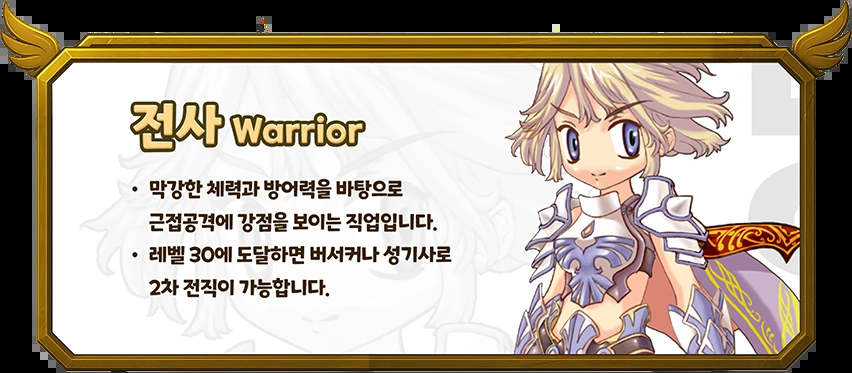 전사 Warrior
• 막강한 체력과 방어력을 바탕으로
근접공격에 강점을 보이는 직업입니다.
• 레벨 30에 도달하면 버서커나 성기사로
2차 전직이 가능합니다.